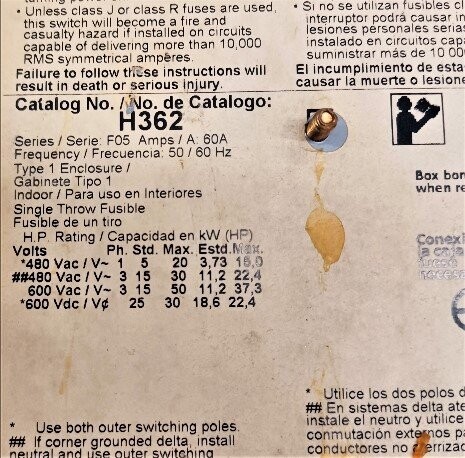 • Unless class J or class R fuses are used,
this switch will become a fire and
casualty hazard if installed on circuits
capable of delivering more than 10,000
RMS symmetrical amperes.
Failure to follow these instructions will
result in death or serious injury.
• Si no se utilizan fusibles cl
interruptor podrá causar in
lesiones personales serias
instalado en circuitos capa
suministrar más de 10 00
El incumplimiento de esta
causar la muerte o lesione
Catalog No. / No. de Catalogo:
H362
Series / Serie: F05 Amps / A: 60A
Frequency / Frecuencia: 50 / 60 Hz
Type 1 Enclosure /
Gabinete Tipo 1
Indoor / Para uso en Interiores
Single Throw Fusible
Fusible de un tiro
H.P. Rating / Capacidad en kW (HP)
Volts Ph. Std. Max. Estd. Max.
*480 Vac / V~ 1 5 20 3,73 15,0
##480 Vac / V~ 3 15 30 11,2 22,4
600 Vac / V~ 3 15 50 11,2 37,3
*600 Vdc / V¢ 25 30 18,6 22,4
Box bon
when re
Conexi
la caja
necesa
* Use both outer switching poles.
## If corner grounded delta, install
neutral and use outer switching
* Utilice los dos polos d
## En sistemas delta ate
instale el neutro y utilice
conmutación externos pa
conductores no aterrizac